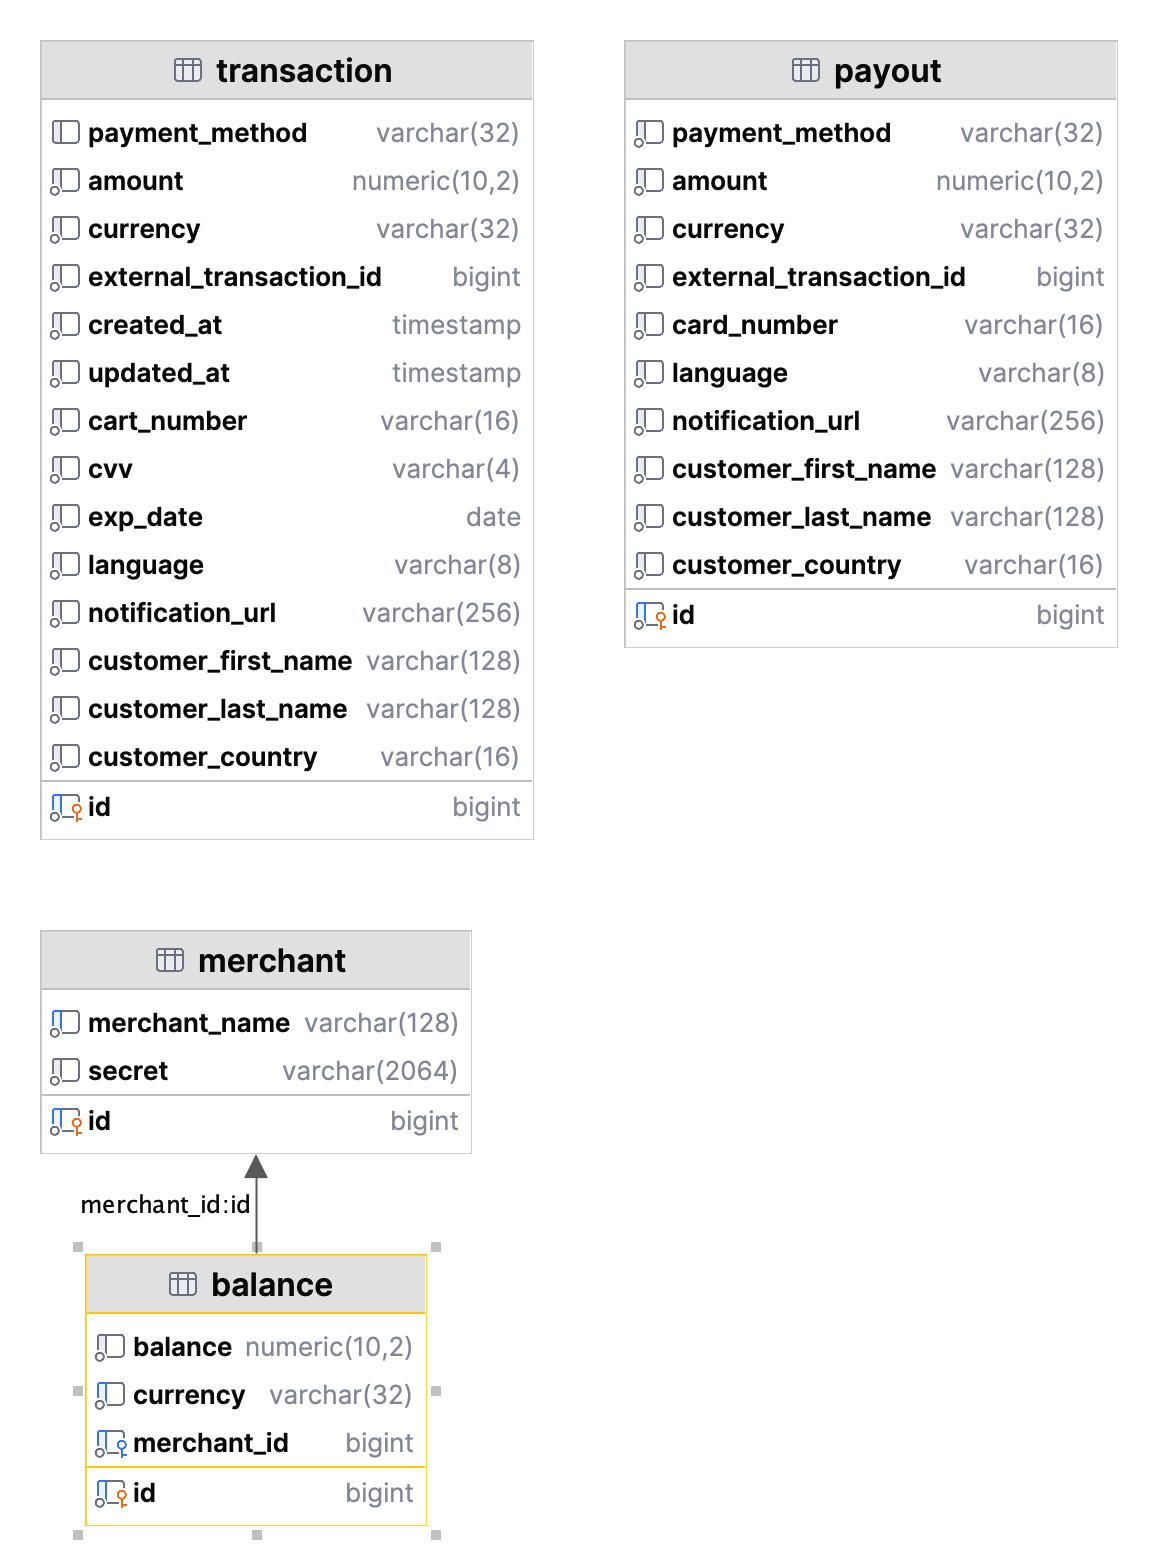 transaction
payment_method varchar(32)
amount numeric(10,2)
currency varchar(32)
external_transaction_id bigint
created_at timestamp
updated_at timestamp
cart_number varchar(16)
cvv varchar(4)
exp_date date
language varchar(8)
notification_url varchar(256)
customer_first_name varchar(128)
customer_last_name varchar(128)
customer_country varchar(16)
id bigint
payout
payment_method varchar(32)
amount numeric(10,2)
currency varchar(32)
external_transaction_id bigint
card_number varchar(16)
language varchar(8)
notification_url varchar(256)
customer_first_name varchar(128)
customer_last_name varchar(128)
customer_country varchar(16)
id bigint
merchant
merchant_name varchar(128)
secret varchar(2064)
id bigint
merchant_id:id
balance
balance numeric(10,2)
currency varchar(32)
merchant_id bigint
id bigint